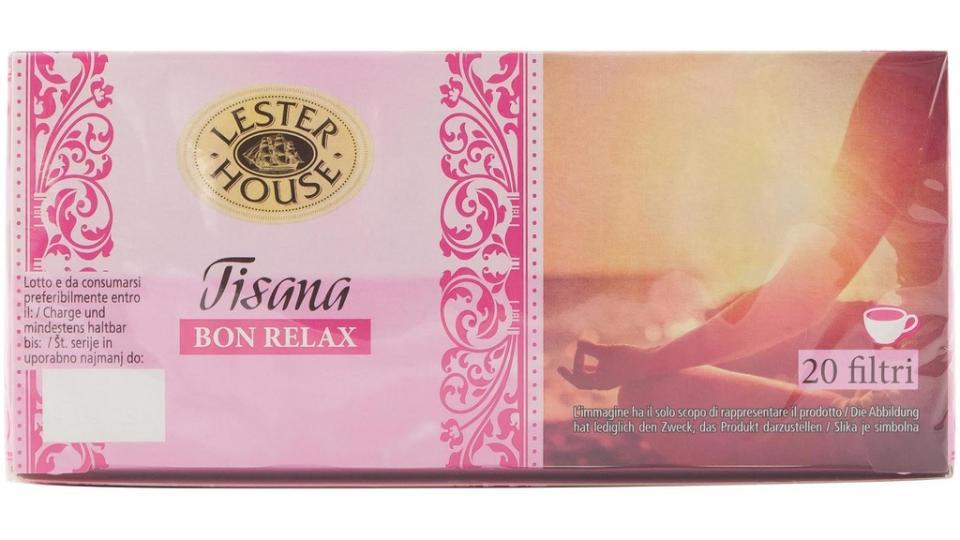 LESTER
HOUSE
Tisana
BON RELAX
Lotto e da consumarsi
preferibilmente entro
il: / Charge und
mindestens haltbar
bis: / Št. serije in
uporabno najmanj do:
20 filtri
L'immagine ha il solo scopo di rappresentare il prodotto / Die Abbildung
hat lediglich den Zweck, das Produkt darzustellen / Slika je simbolna